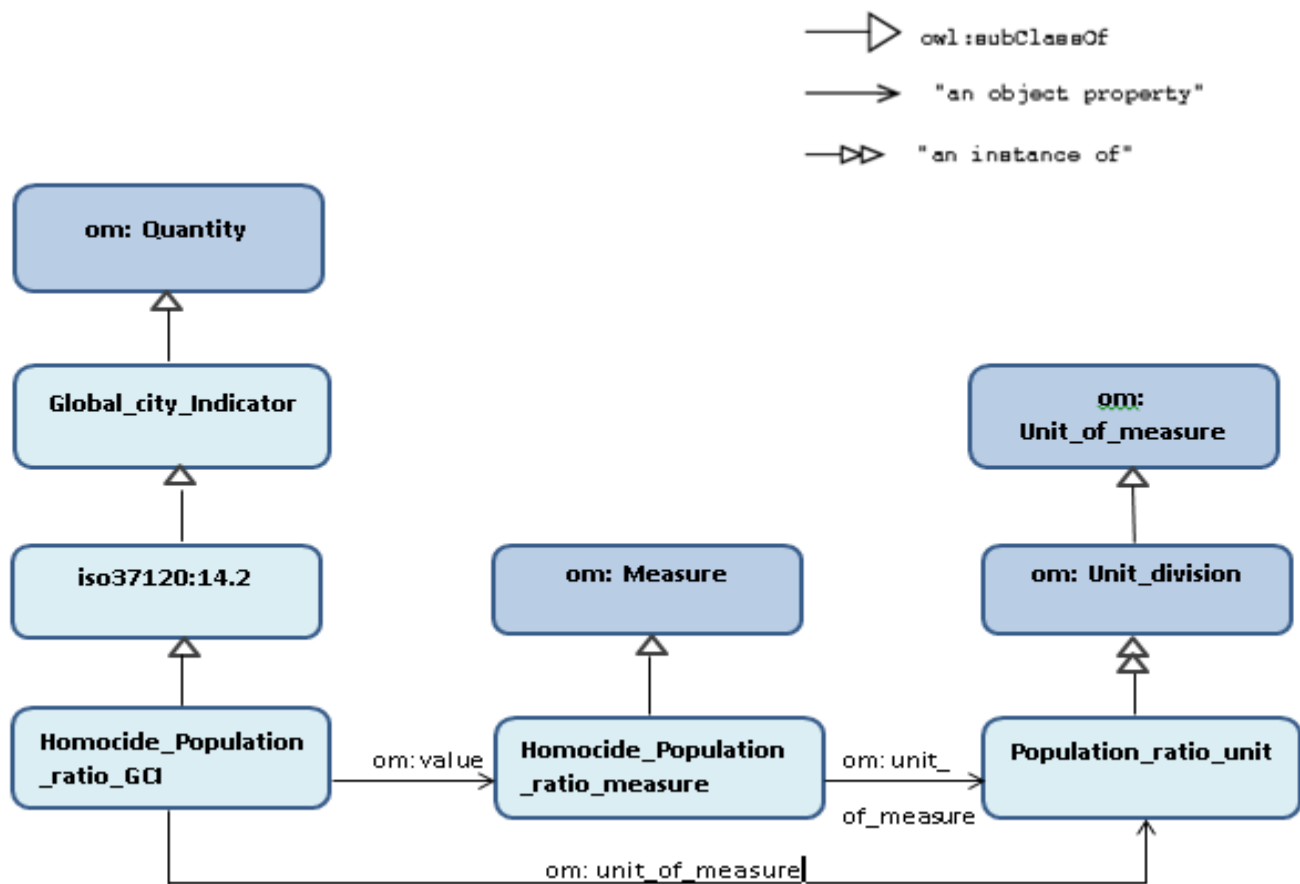 owl:subClassOf
"an object property"
"an instance of"
om: Quantity
Global_city_Indicator
om:
Unit_of_measure
iso37120:14.2
om: Measure
om: Unit_division
Homocide_Population
_ratio_GCI
om: value
Homocide_Population
_ratio_measure
om: unit_
of_measure
Population_ratio_unit
om: unit_of_measure